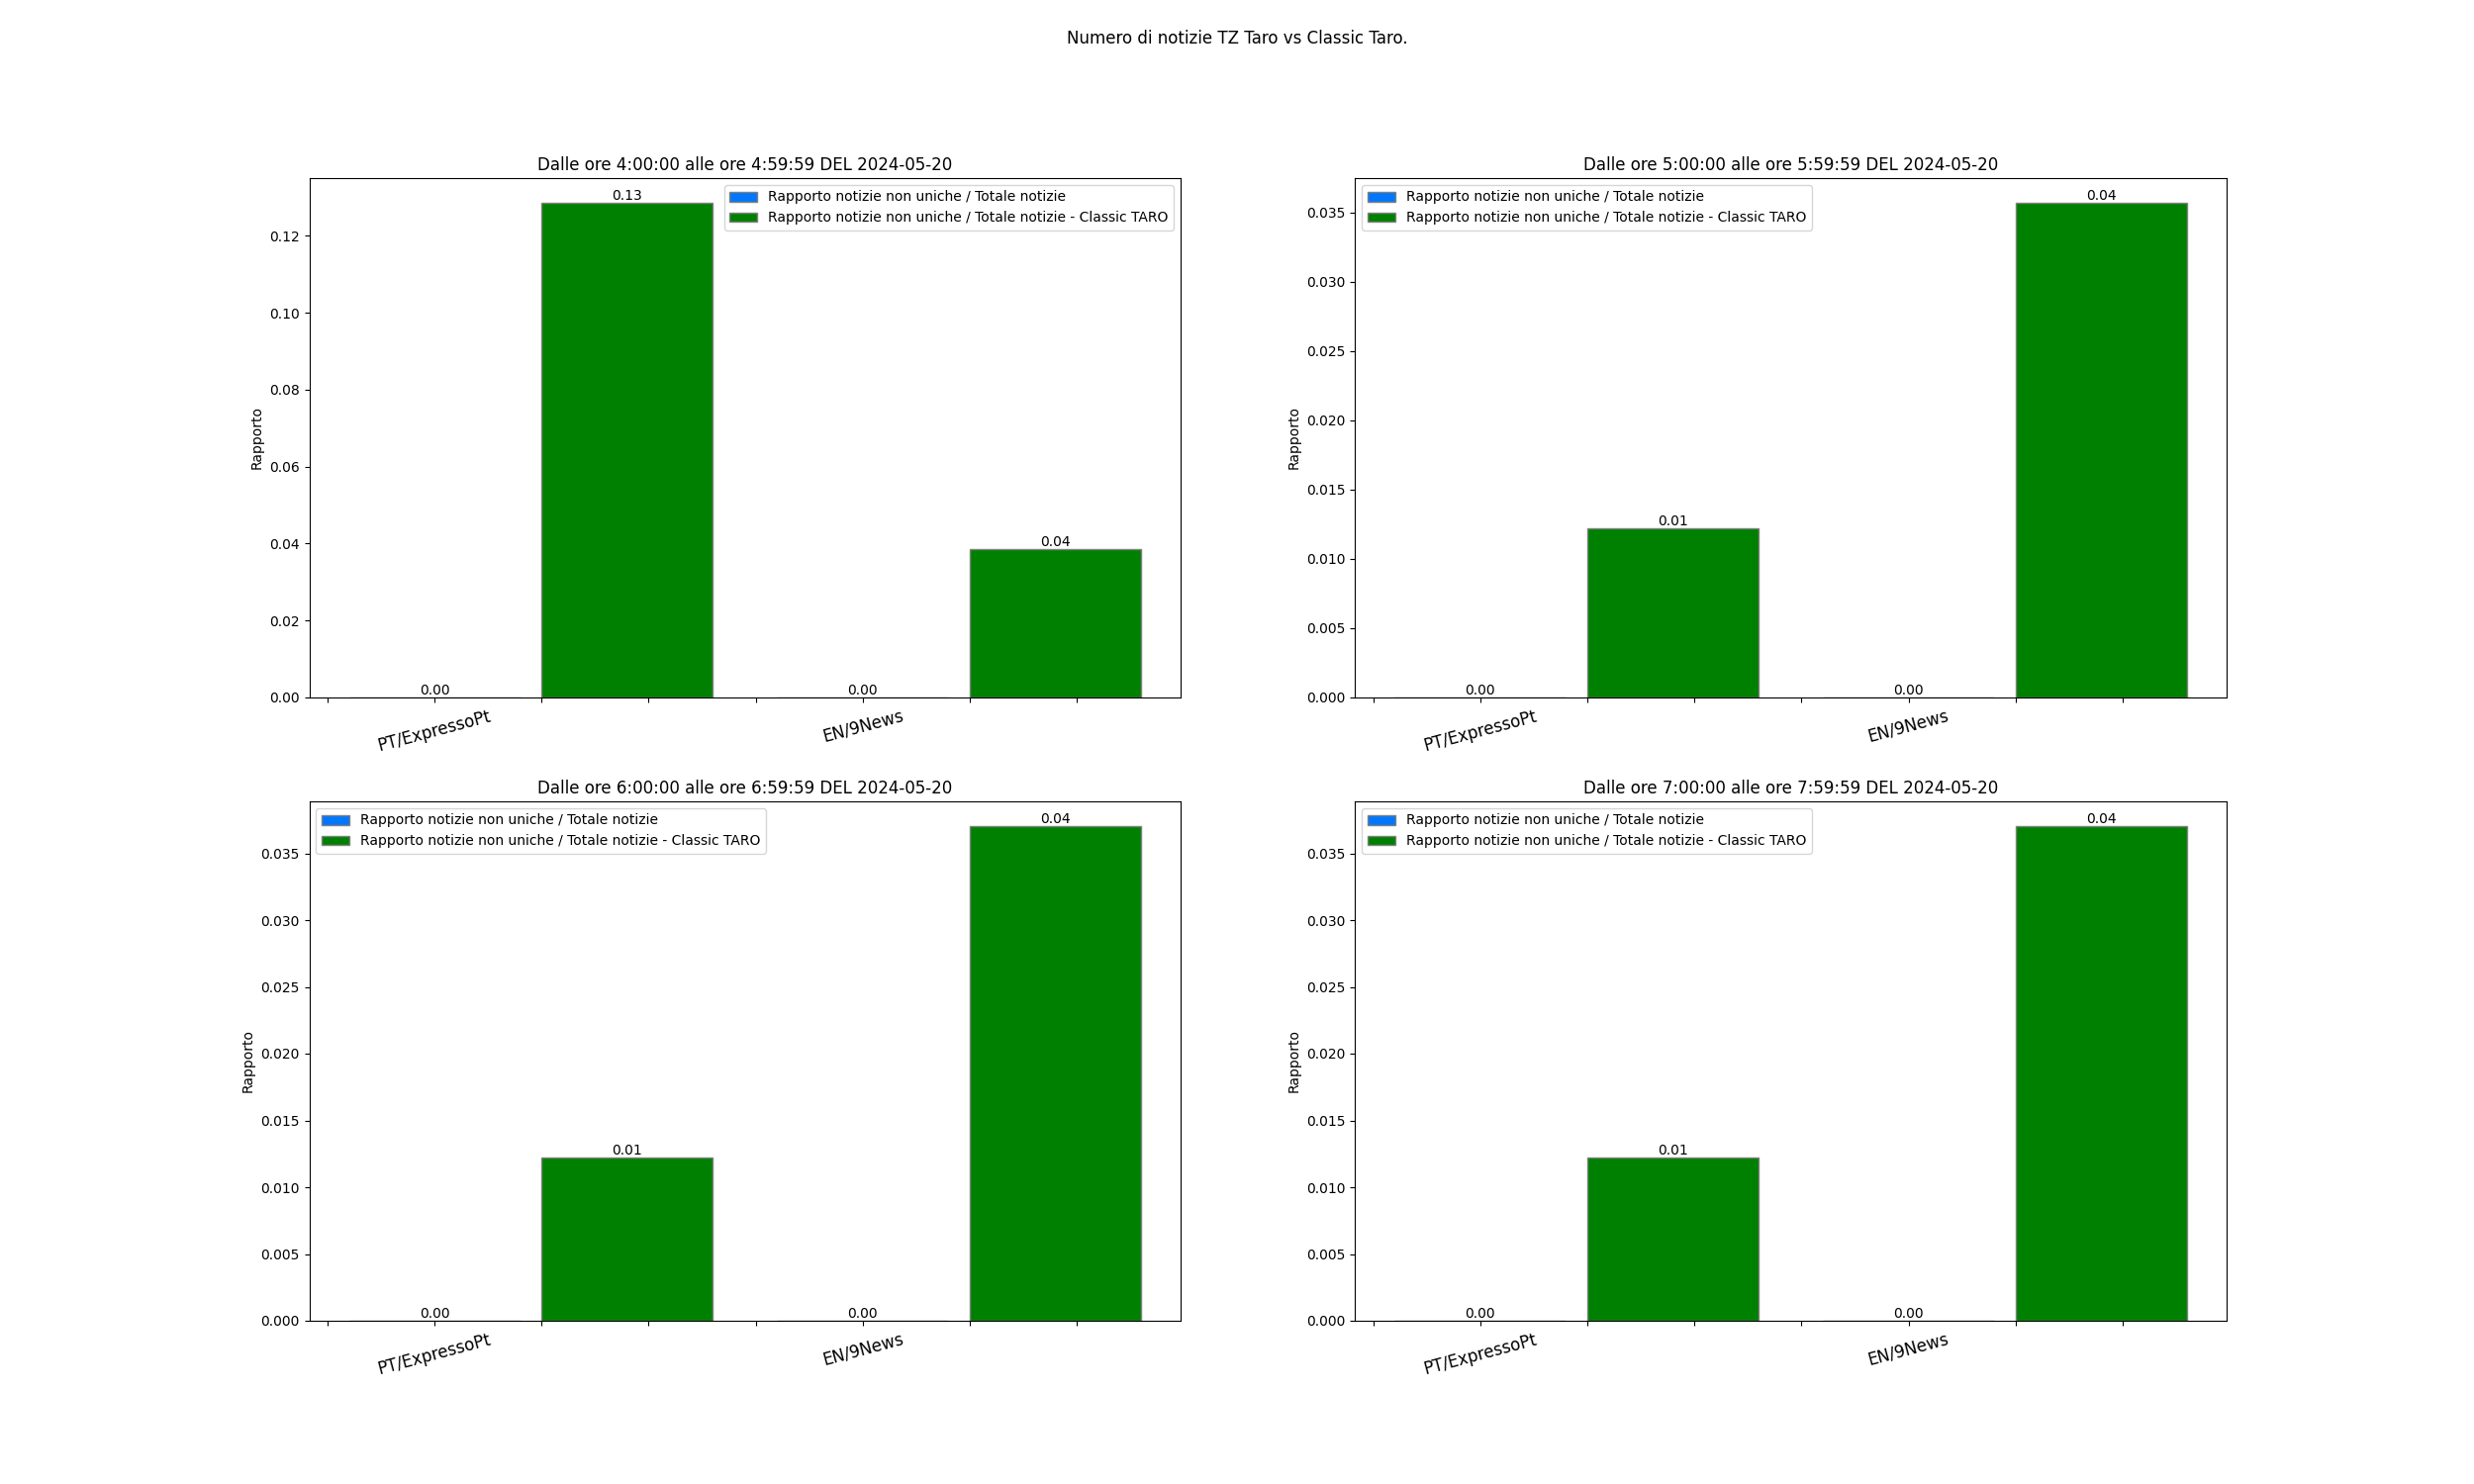 Numero di notizie TZ Taro vs Classic Taro.
Dalle ore 4:00:00 alle ore 4:59:59 DEL 2024-05-20
Rapporto notizie non uniche / Totale notizie
Rapporto notizie non uniche / Totale notizie - Classic TARO
Rapporto
0.12
0.10
0.08
0.06
0.04
0.02
0.00
0.00
0.13
0.00
0.04
PT/ExpressoPt
EN/9News
Dalle ore 5:00:00 alle ore 5:59:59 DEL 2024-05-20
Rapporto notizie non uniche / Totale notizie
Rapporto notizie non uniche / Totale notizie - Classic TARO
Rapporto
0.035
0.030
0.025
0.020
0.015
0.010
0.005
0.000
0.00
0.01
0.00
0.04
PT/ExpressoPt
EN/9News
Dalle ore 6:00:00 alle ore 6:59:59 DEL 2024-05-20
Rapporto notizie non uniche / Totale notizie
Rapporto notizie non uniche / Totale notizie - Classic TARO
Rapporto
0.035
0.030
0.025
0.020
0.015
0.010
0.005
0.000
0.00
0.01
0.00
0.04
PT/ExpressoPt
EN/9News
Dalle ore 7:00:00 alle ore 7:59:59 DEL 2024-05-20
Rapporto notizie non uniche / Totale notizie
Rapporto notizie non uniche / Totale notizie - Classic TARO
Rapporto
0.035
0.030
0.025
0.020
0.015
0.010
0.005
0.000
0.00
0.01
0.00
0.04
PT/ExpressoPt
EN/9News